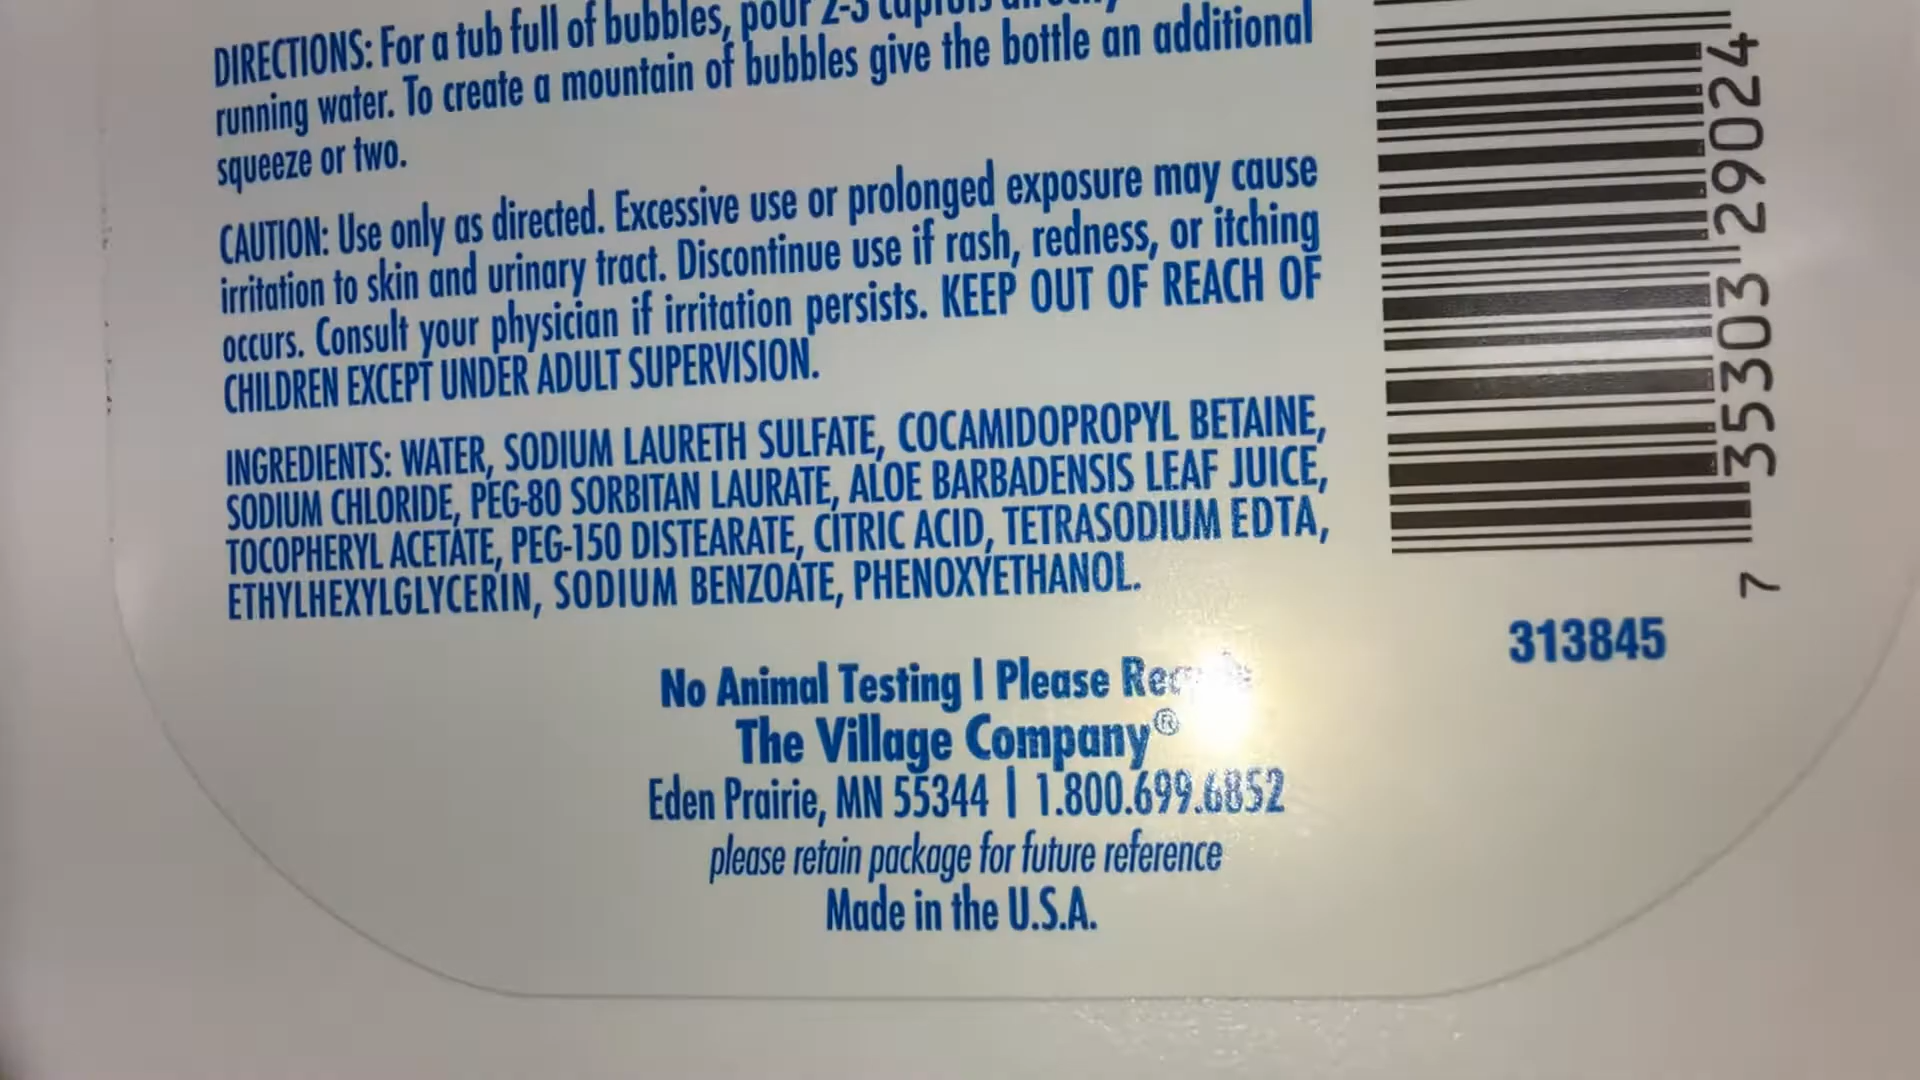 DIRECTIONS: For a tub full of bubbles, pour 2-3 capfuls directly
running water. To create a mountain of bubbles give the bottle an additional
squeeze or two.
CAUTION: Use only as directed. Excessive use or prolonged exposure may cause
irritation to skin and urinary tract. Discontinue use if rash, redness, or itching
occurs. Consult your physician if irritation persists. KEEP OUT OF REACH OF
CHILDREN EXCEPT UNDER ADULT SUPERVISION.
INGREDIENTS: WATER, SODIUM LAURETH SULFATE, COCAMIDOPROPYL BETAINE,
SODIUM CHLORIDE, PEG-80 SORBITAN LAURATE, ALOE BARBADENSIS LEAF JUICE,
TOCOPHERYL ACETATE, PEG-150 DISTEARATE, CITRIC ACID, TETRASODIUM EDTA,
ETHYLHEXYLGLYCERIN, SODIUM BENZOATE, PHENOXYETHANOL.
No Animal Testing | Please
The Village Company®
Eden Prairie, MN 55344 | 1.800.699.6852
please retain package for future reference
Made in the U.S.A.
7 35303 29024
313845